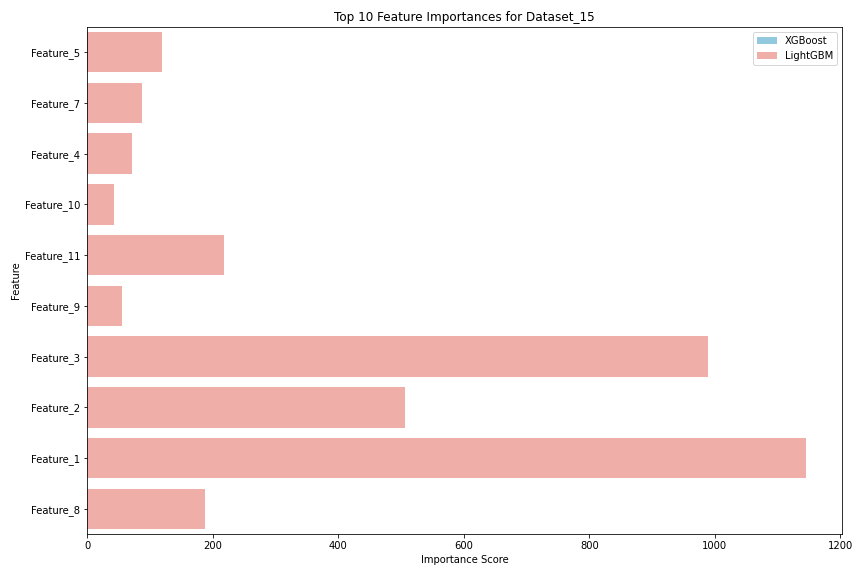 Top 10 Feature Importances for Dataset_15
XGBoost
LightGBM
Feature_5
Feature_7
Feature_4
Feature_10
Feature_11
Feature_9
Feature_3
Feature_2
Feature_1
Feature_8
Feature
0 200 400 600 800 1000 1200
Importance Score